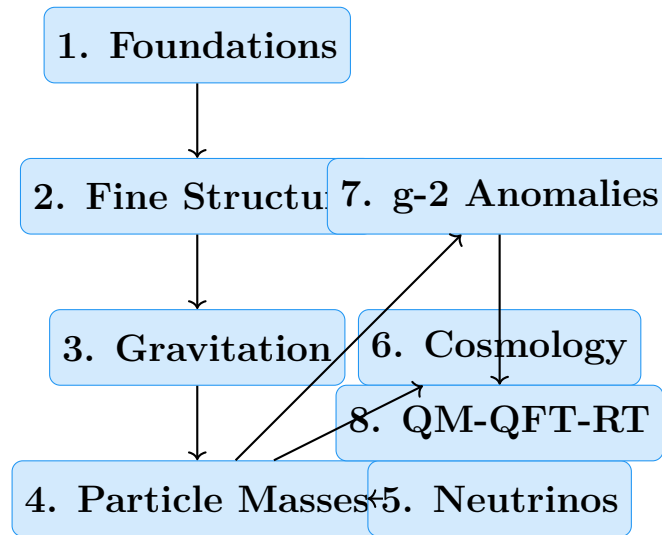 1. Foundations
2. Fine Structur
7. g-2 Anomalies
3. Gravitation
6. Cosmology
8. QM-QFT-RT
4. Particle Masses
5. Neutrinos